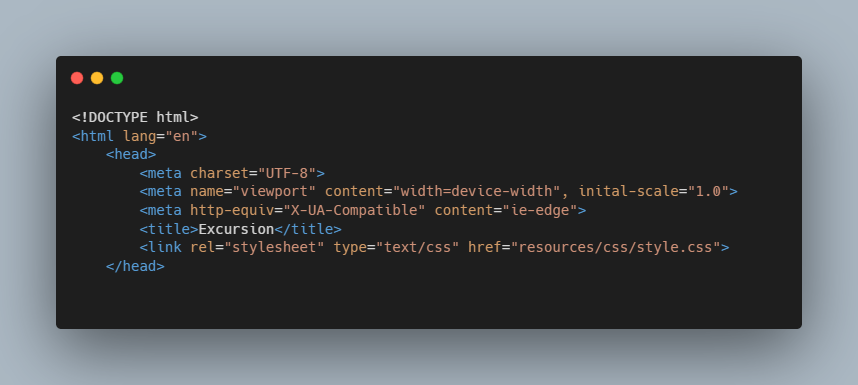 <!DOCTYPE html>
<html lang="en">
    <head>
        <meta charset="UTF-8">
        <meta name="viewport" content="width=device-width", inital-scale="1.0">
        <meta http-equiv="X-UA-Compatible" content="ie-edge">
        <title>Excursion</title>
        <link rel="stylesheet" type="text/css" href="resources/css/style.css">
    </head>